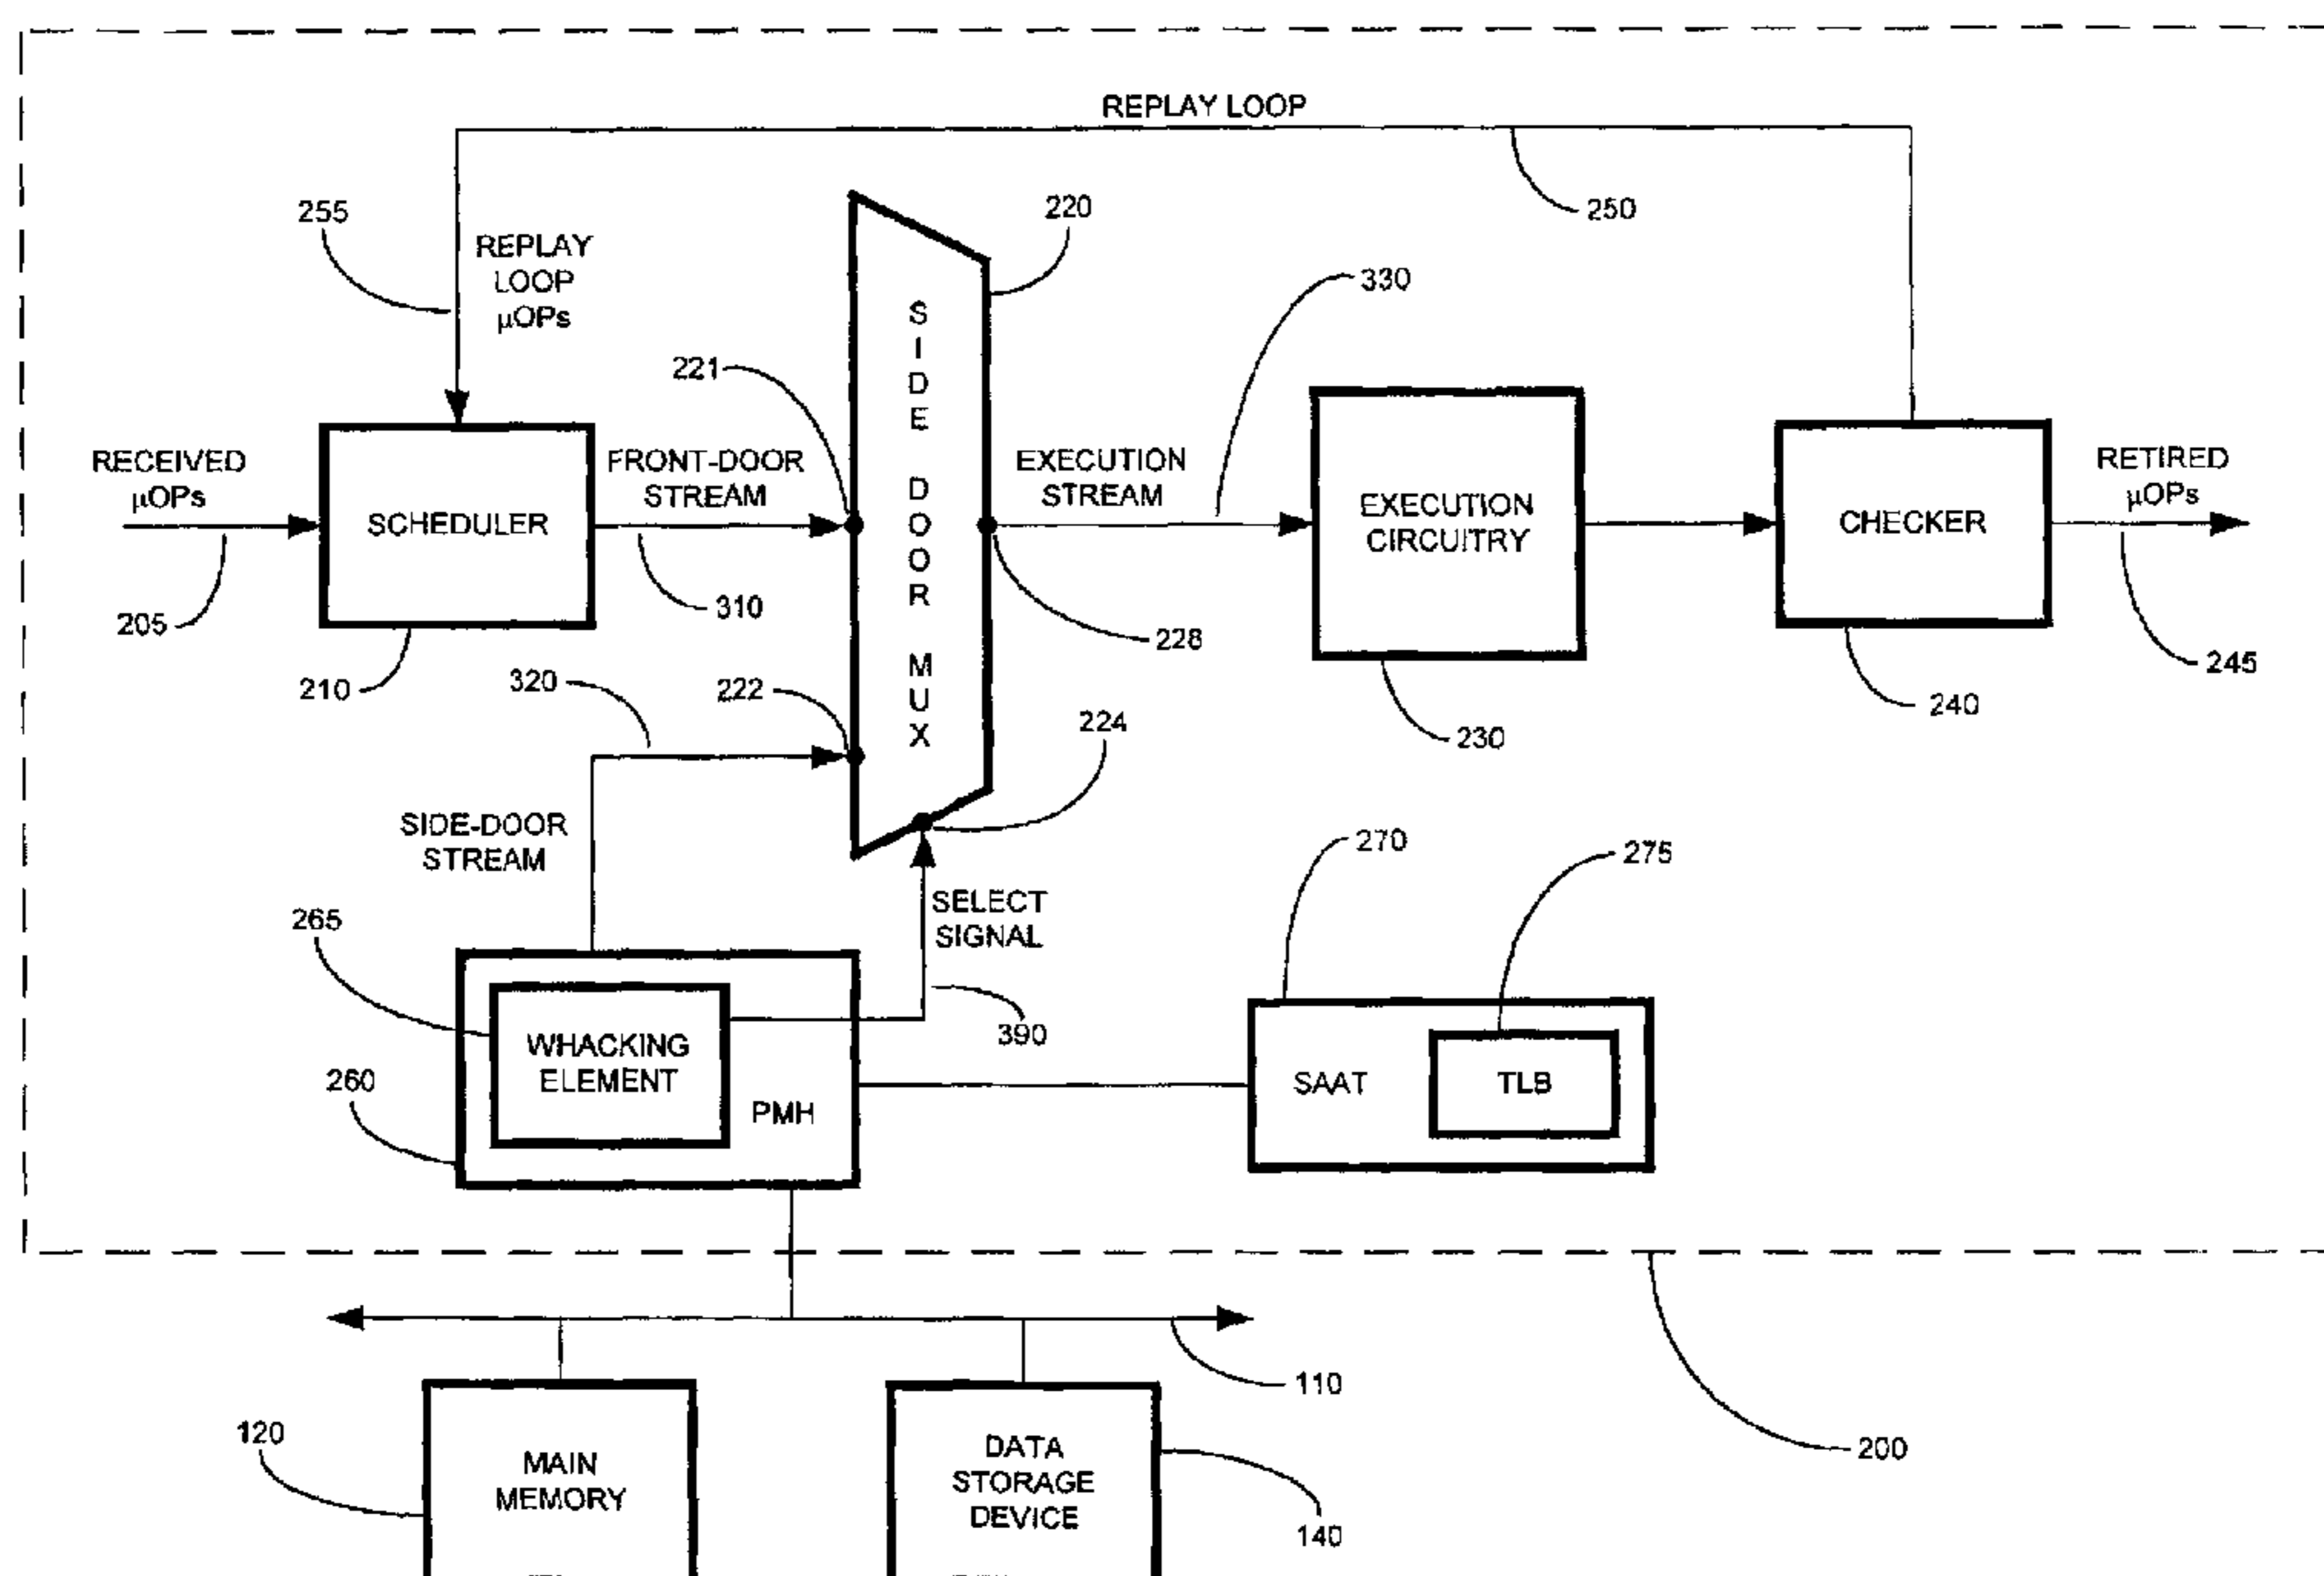 REPLAY LOOP
255
REPLAY
LOOP
µOPs
220
250
330
221
SIDE DOOR MUX
RECEIVED
µOPs
SCHEDULER
FRONT-DOOR
STREAM
EXECUTION
STREAM
EXECUTION
CIRCUITRY
CHECKER
RETIRED
µOPs
205
310
228
245
210
320
222
224
230
240
SIDE-DOOR
STREAM
270
275
265
SELECT
SIGNAL
WHACKING
ELEMENT
390
260
PMH
SAAT
TLB
110
120
MAIN
MEMORY
DATA
STORAGE
DEVICE
200
140